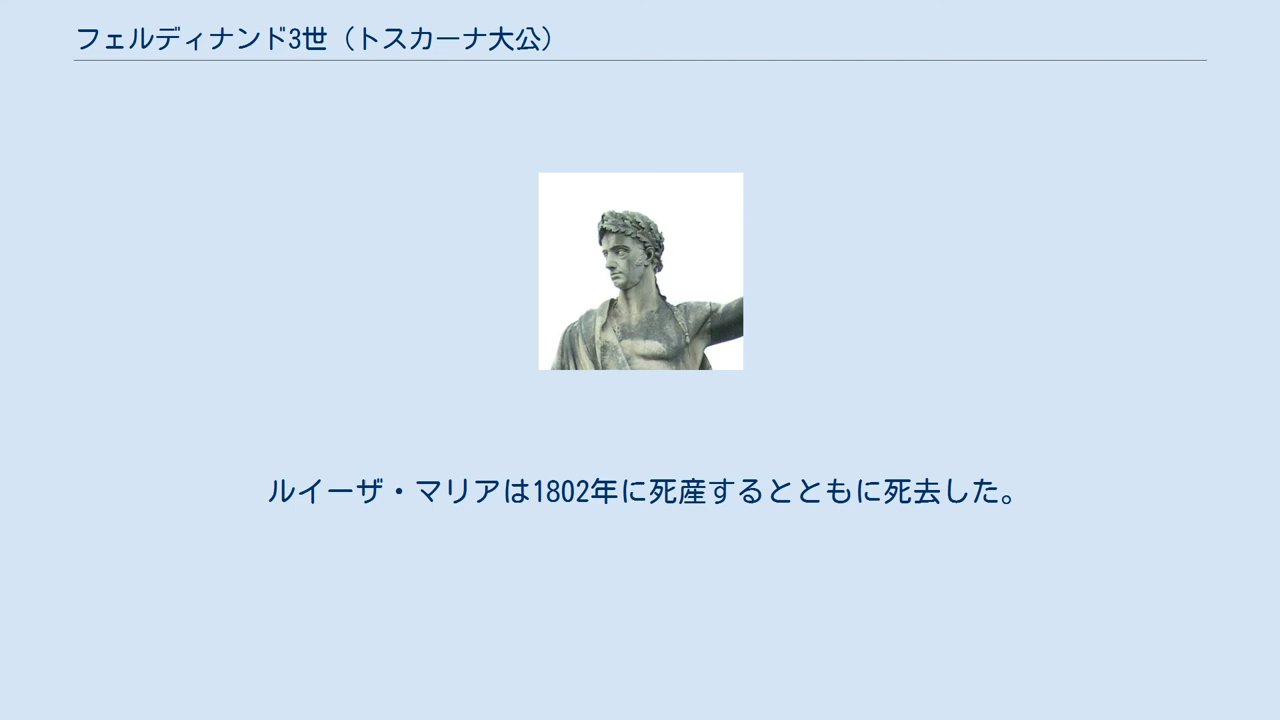 フェルディナンド3世（トスカーナ大公）
ルイーザ・マリアは1802年に死産するとともに死去した。